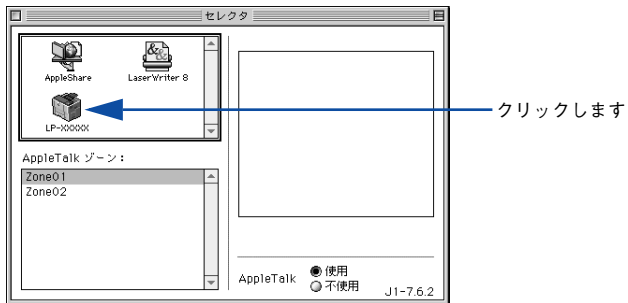 セレクタ
AppleShare
LaserWriter 8
LP-XXXXX
クリックします
AppleTalk ゾーン：
Zone01
Zone02
AppleTalk
使用
不使用
J1-7.6.2